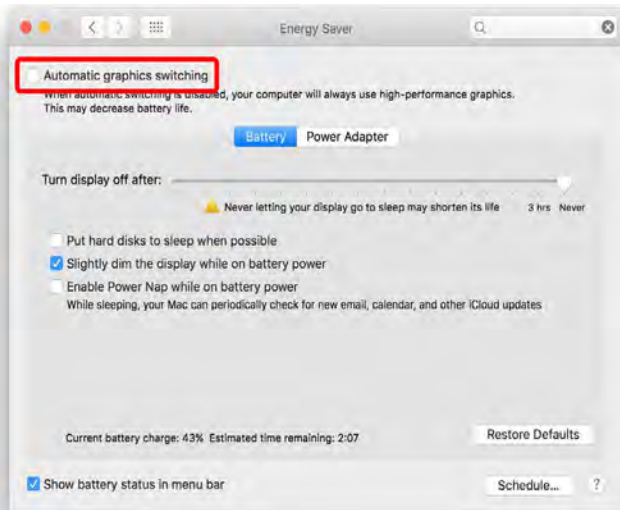 Energy Saver
Automatic graphics switching
When automatic switching is disabled, your computer will always use high-performance graphics.
This may decrease battery life.
Battery Power Adapter
Turn display off after:
Never letting your display go to sleep may shorten its life 3 hrs Never
Put hard disks to sleep when possible
Slightly dim the display while on battery power
Enable Power Nap while on battery power
While sleeping, your Mac can periodically check for new email, calendar, and other iCloud updates
Current battery charge: 43% Estimated time remaining: 2:07
Restore Defaults
Show battery status in menu bar
Schedule... ?